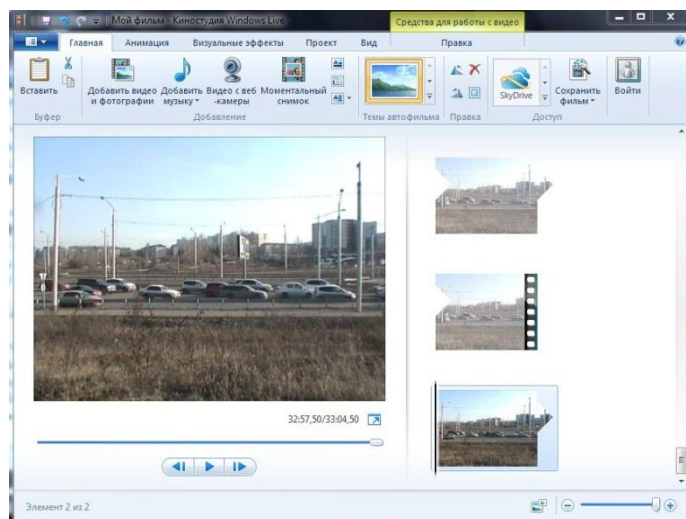 Мой фильм - Киностудия Windows Live
Средства для работы с видео
Главная Анимация Визуальные эффекты Проект Вид Правка
Вставить
Добавить видео и фотографии
Добавить музыку
Видео с веб-камеры
Моментальный снимок
SkyDrive
Сохранить фильм
Войти
Буфер Добавление Темы автофильма Правка Доступ
32:57,50/33:04,50
Элемент 2 из 2